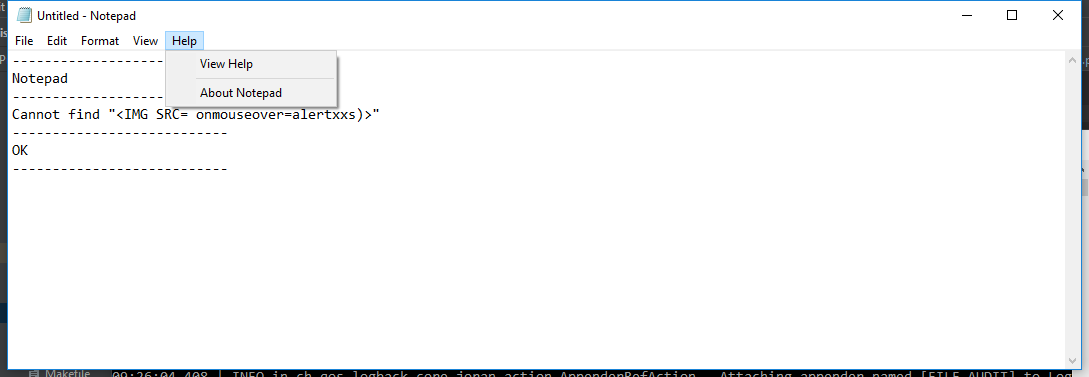 Untitled - Notepad
File Edit Format View Help
View Help
About Notepad
---------------------------
Notepad
---------------------------
Cannot find "<IMG SRC= onmouseover=alertxxs)>"
---------------------------
OK
---------------------------
Makefile
09:26:04,408 | INFO in ch.qos.logback.core.joran.action.AppenderRefAction - Attaching appender named [FILE_AUDIT] to Log